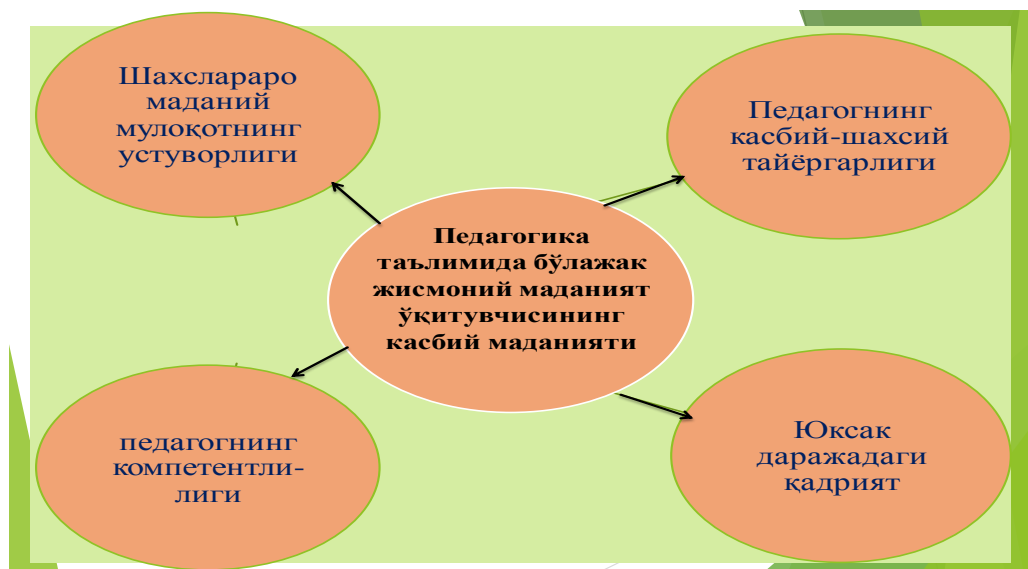 Шахслараро
маданий
мулоқотнинг
устуворлиги
Педагогнинг
касбий-шахсий
тайёргарлиги
Педагогика
таълимида бўлажак
жисмоний маданият
ўқитувчисининг
касбий маданияти
педагогнинг
компетентли-
лиги
Юксак
даражадаги
қадрият